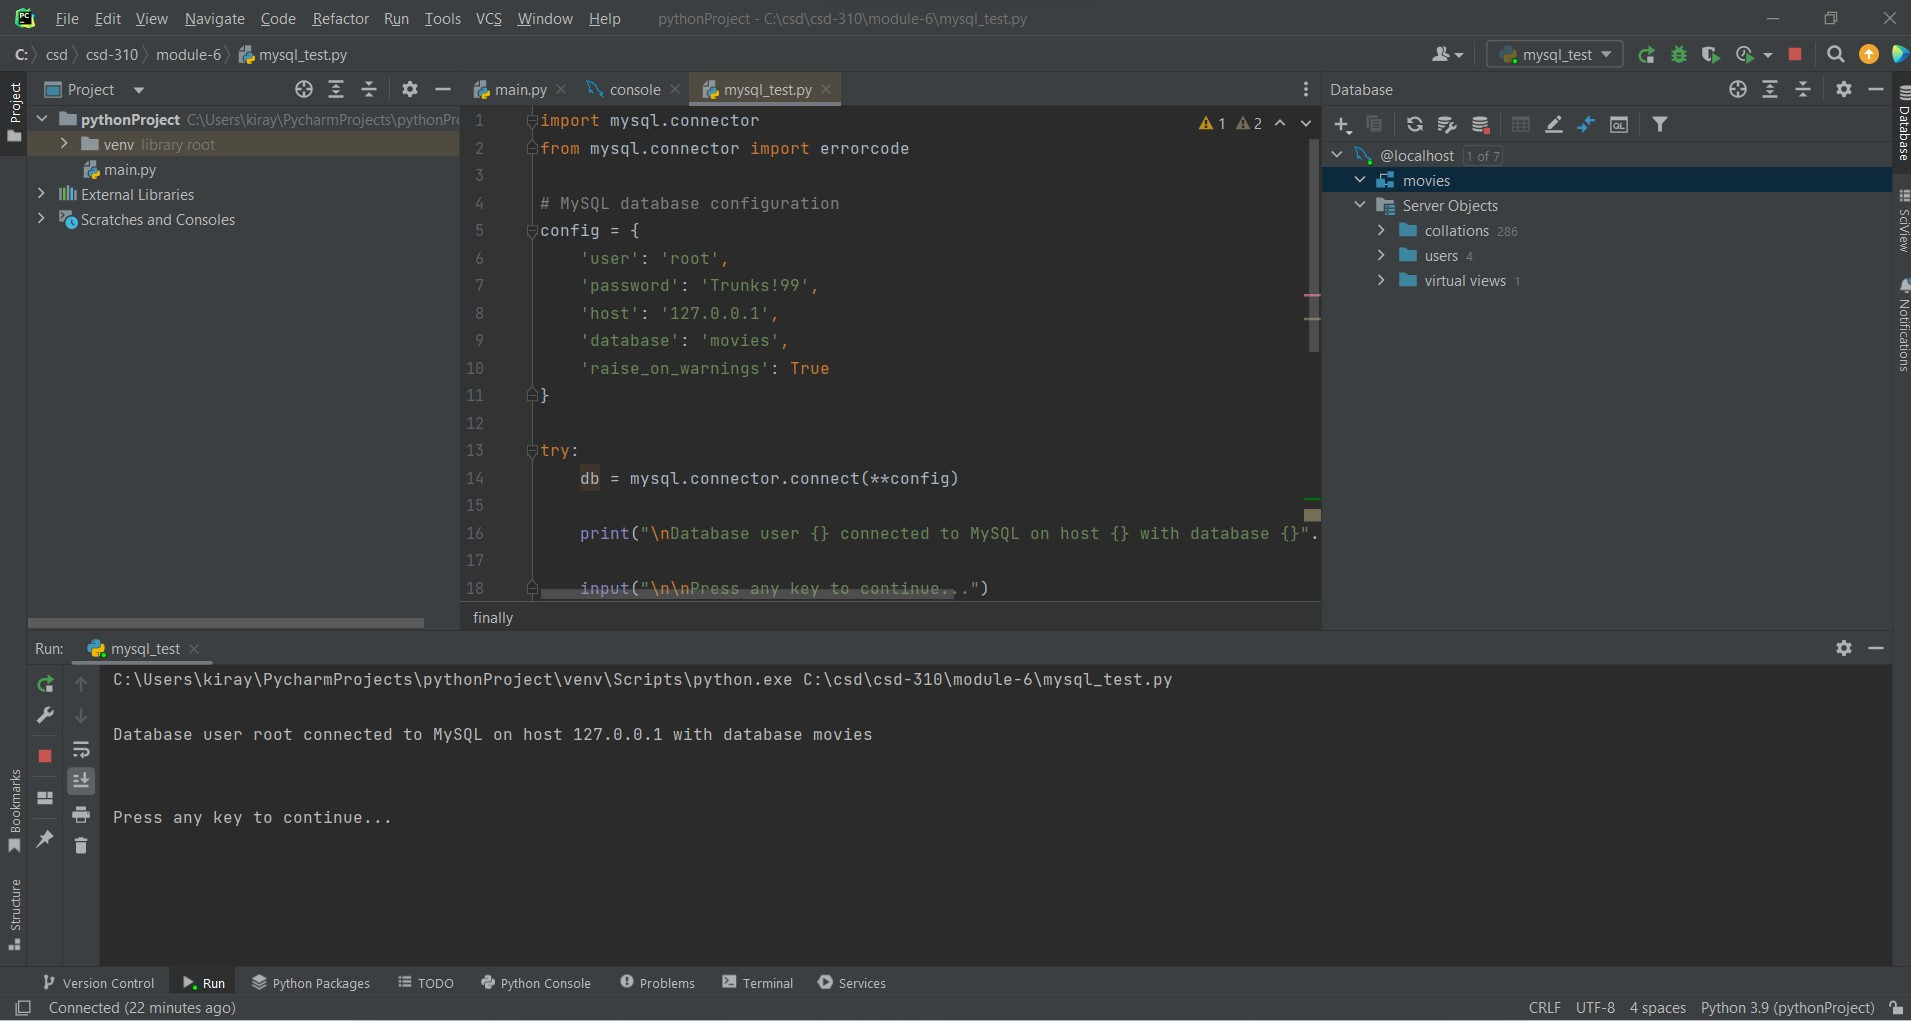 File Edit View Navigate Code Refactor Run Tools VCS Window Help pythonProject - C:\csd\csd-310\module-6\mysql_test.py
C: csd csd-310 module-6 mysql_test.py
mysql_test
Project
Project
pythonProject C:\Users\kiray\PycharmProjects\pythonPr
venv library root
main.py
External Libraries
Scratches and Consoles
main.py console mysql_test.py
1 2
1 import mysql.connector
2 from mysql.connector import errorcode
3
4 # MySQL database configuration
5 config = {
6 'user': 'root',
7 'password': 'Trunks!99',
8 'host': '127.0.0.1',
9 'database': 'movies',
10 'raise_on_warnings': True
11 }
12
13 try:
14 db = mysql.connector.connect(**config)
15
16 print("\nDatabase user {} connected to MySQL on host {} with database {}".
17
18 input("\n\nPress any key to continue...")
finally
Database
QL
@localhost 1 of 7
movies
Server Objects
collations 286
users 4
virtual views 1
Database
SciView
Notifications
Run: mysql_test
C:\Users\kiray\PycharmProjects\pythonProject\venv\Scripts\python.exe C:\csd\csd-310\module-6\mysql_test.py
Database user root connected to MySQL on host 127.0.0.1 with database movies
Press any key to continue...
Bookmarks
Structure
Version Control Run Python Packages TODO Python Console Problems Terminal Services
Connected (22 minutes ago) CRLF UTF-8 4 spaces Python 3.9 (pythonProject)